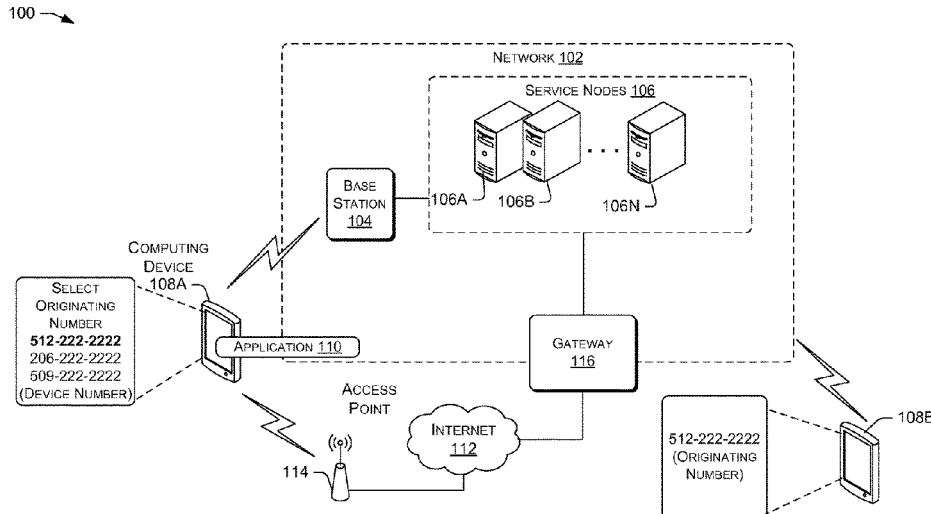 100
NETWORK 102
SERVICE NODES 106
106A
106B
106N
BASE
STATION
104
COMPUTING
DEVICE
108A
SELECT
ORIGINATING
NUMBER
512-222-2222
206-222-2222
509-222-2222
(DEVICE NUMBER)
APPLICATION 110
GATEWAY
116
ACCESS
POINT
114
INTERNET
112
512-222-2222
(ORIGINATING
NUMBER)
108B